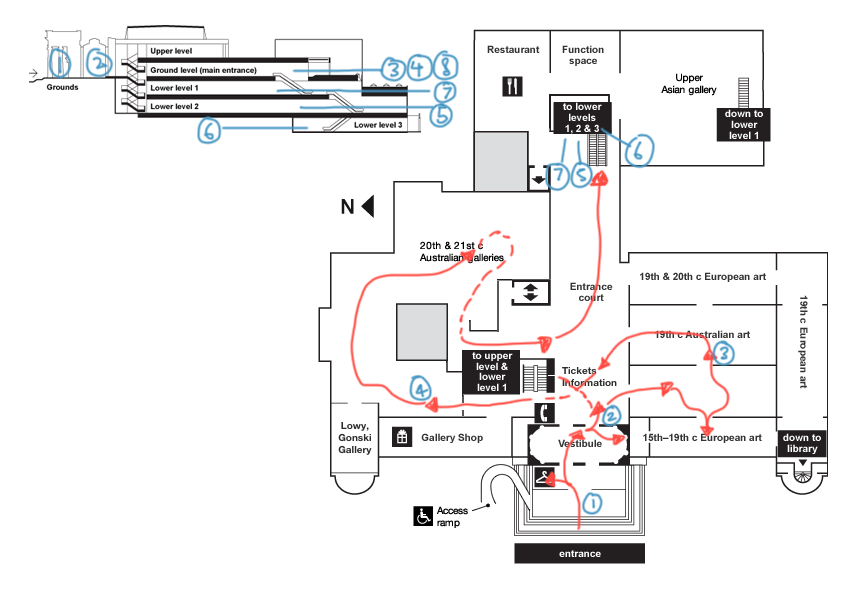 Upper level
Ground level (main entrance)
Lower level 1
Lower level 2
Lower level 3
Grounds
1
2
3 4 8
7
5
6
Restaurant
Function
space
Upper
Asian gallery
to lower
levels
1, 2 & 3
down to
lower
level 1
6
7 5
N
20th & 21st c
Australian galleries
Entrance
court
19th & 20th c European art
19th c Australian art
19th c European art
3
to upper
level &
lower
level 1
Tickets
Information
4
2
Lowy,
Gonski
Gallery
Gallery Shop
Vestibule
15th–19th c European art
down to
library
1
Access
ramp
entrance